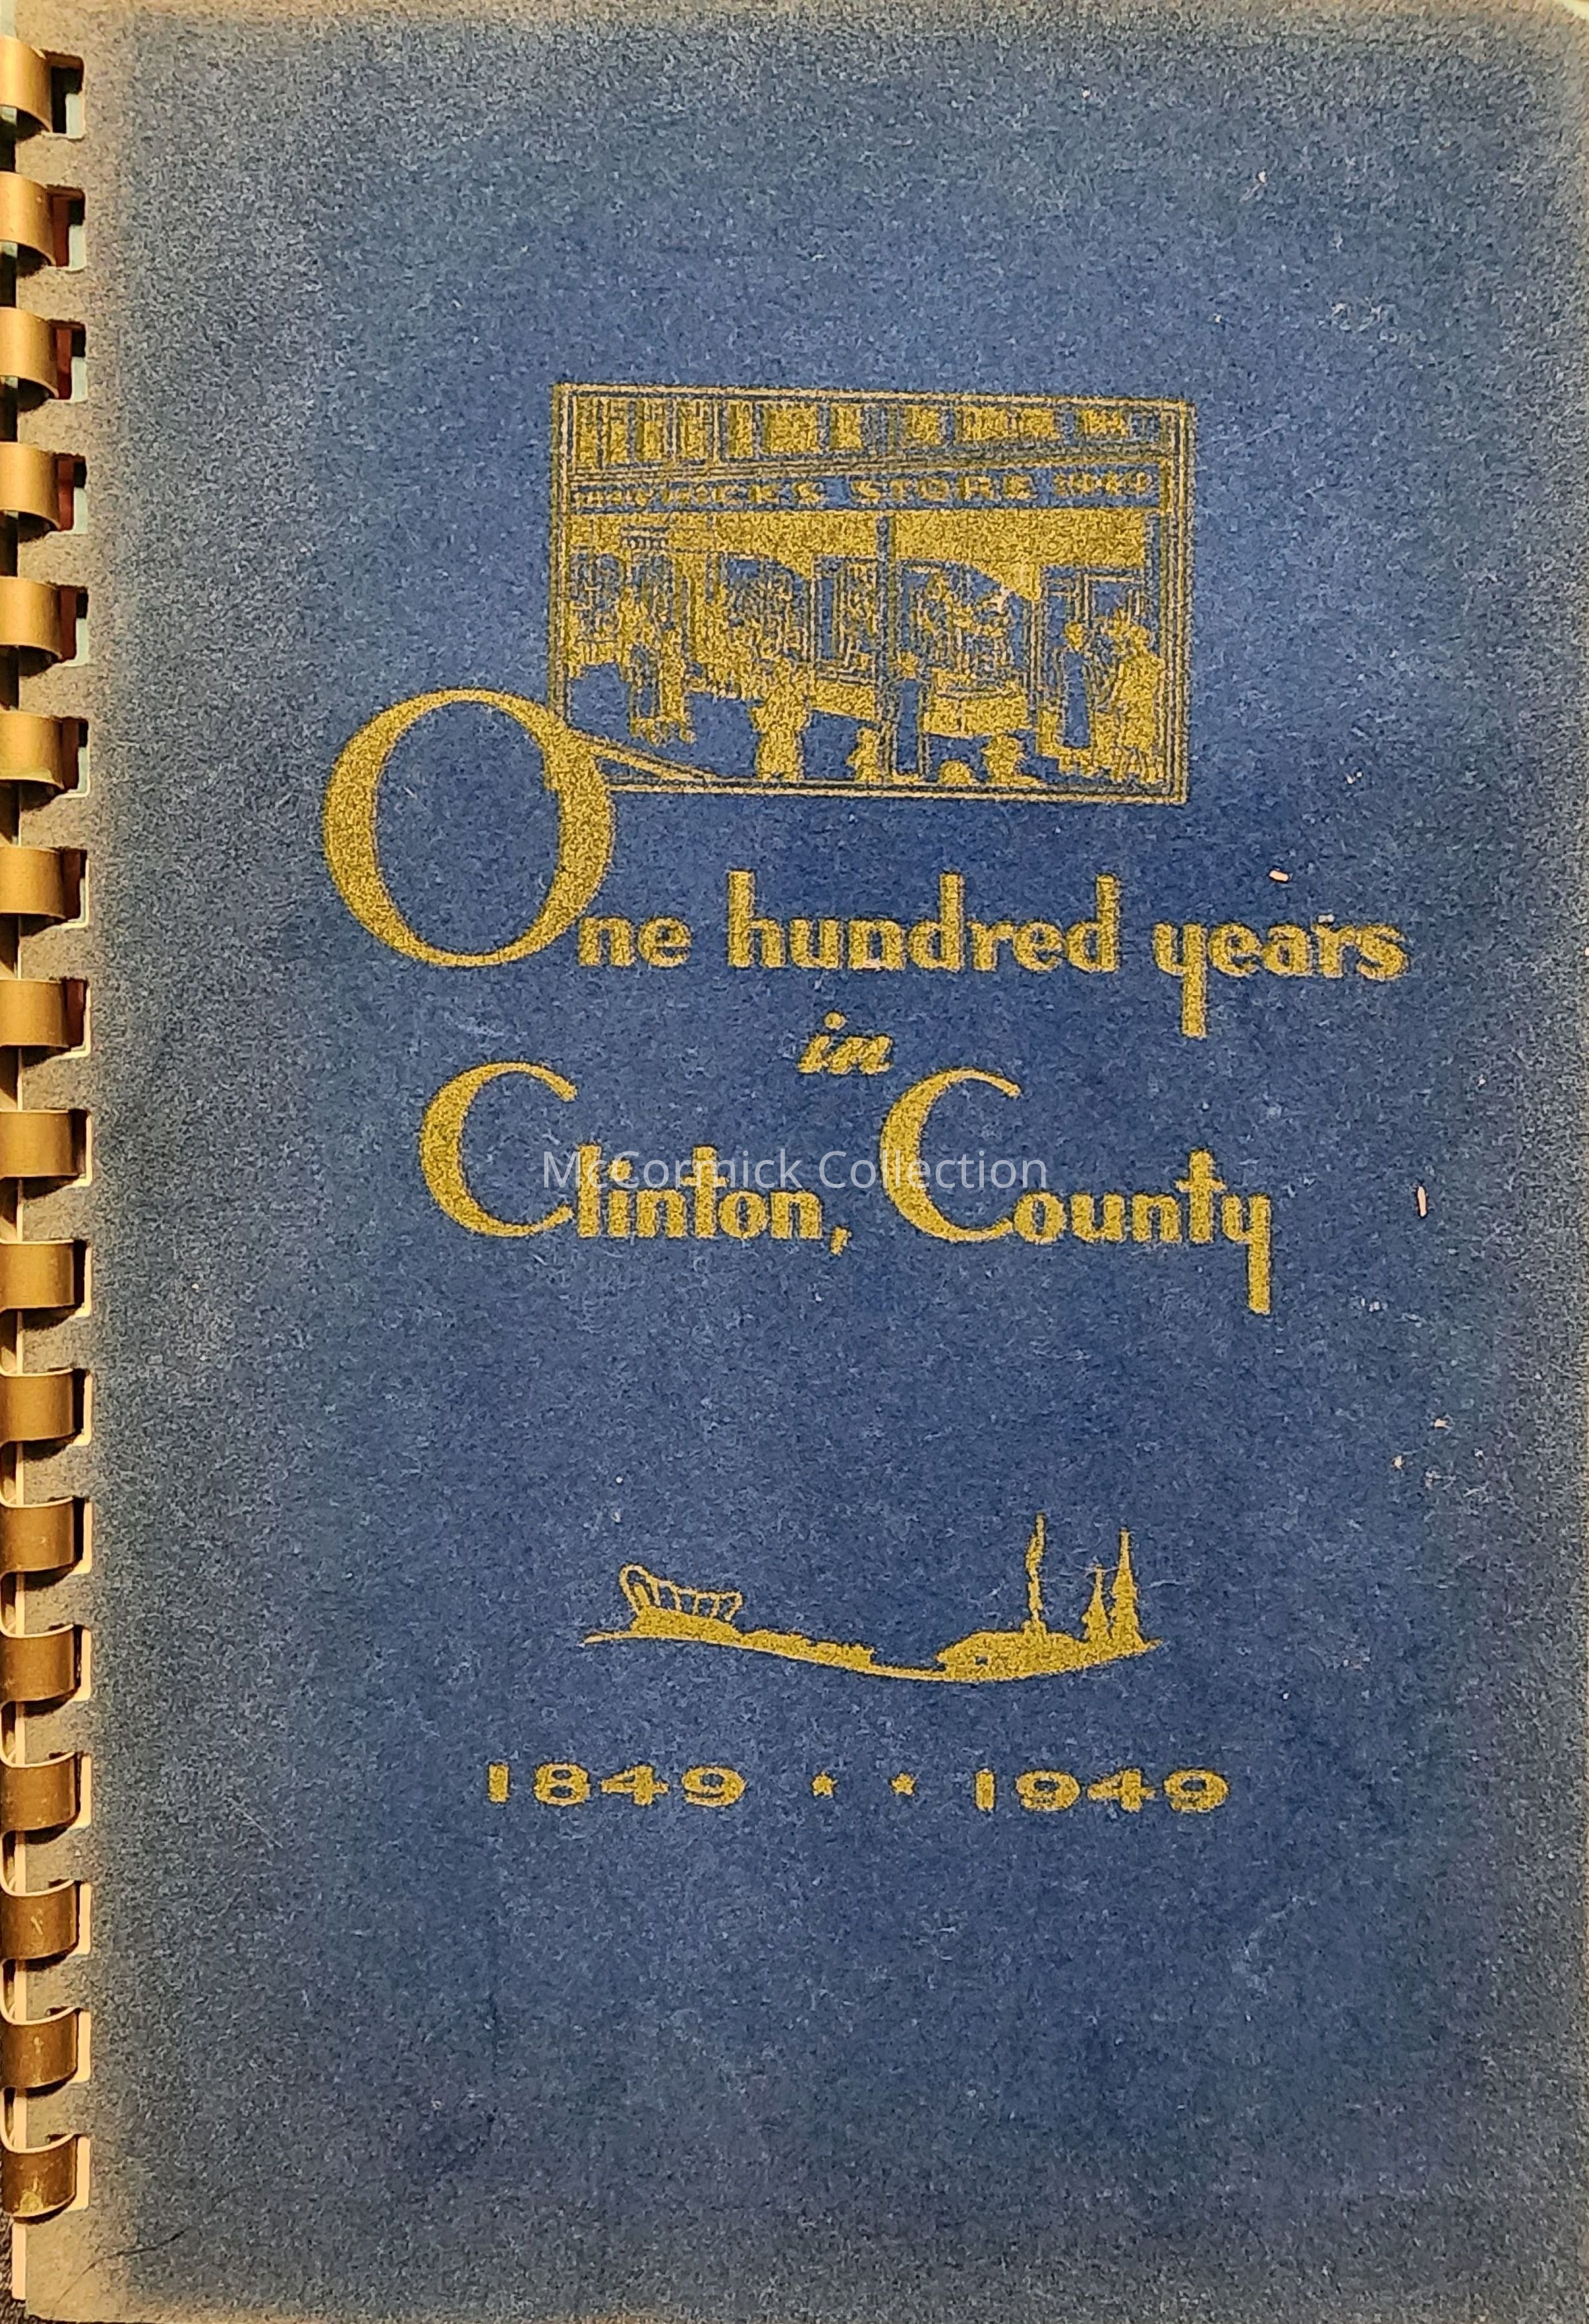 STORE
One hundred years
in
Clinton, County
McCormick Collection
1849 * * 1949